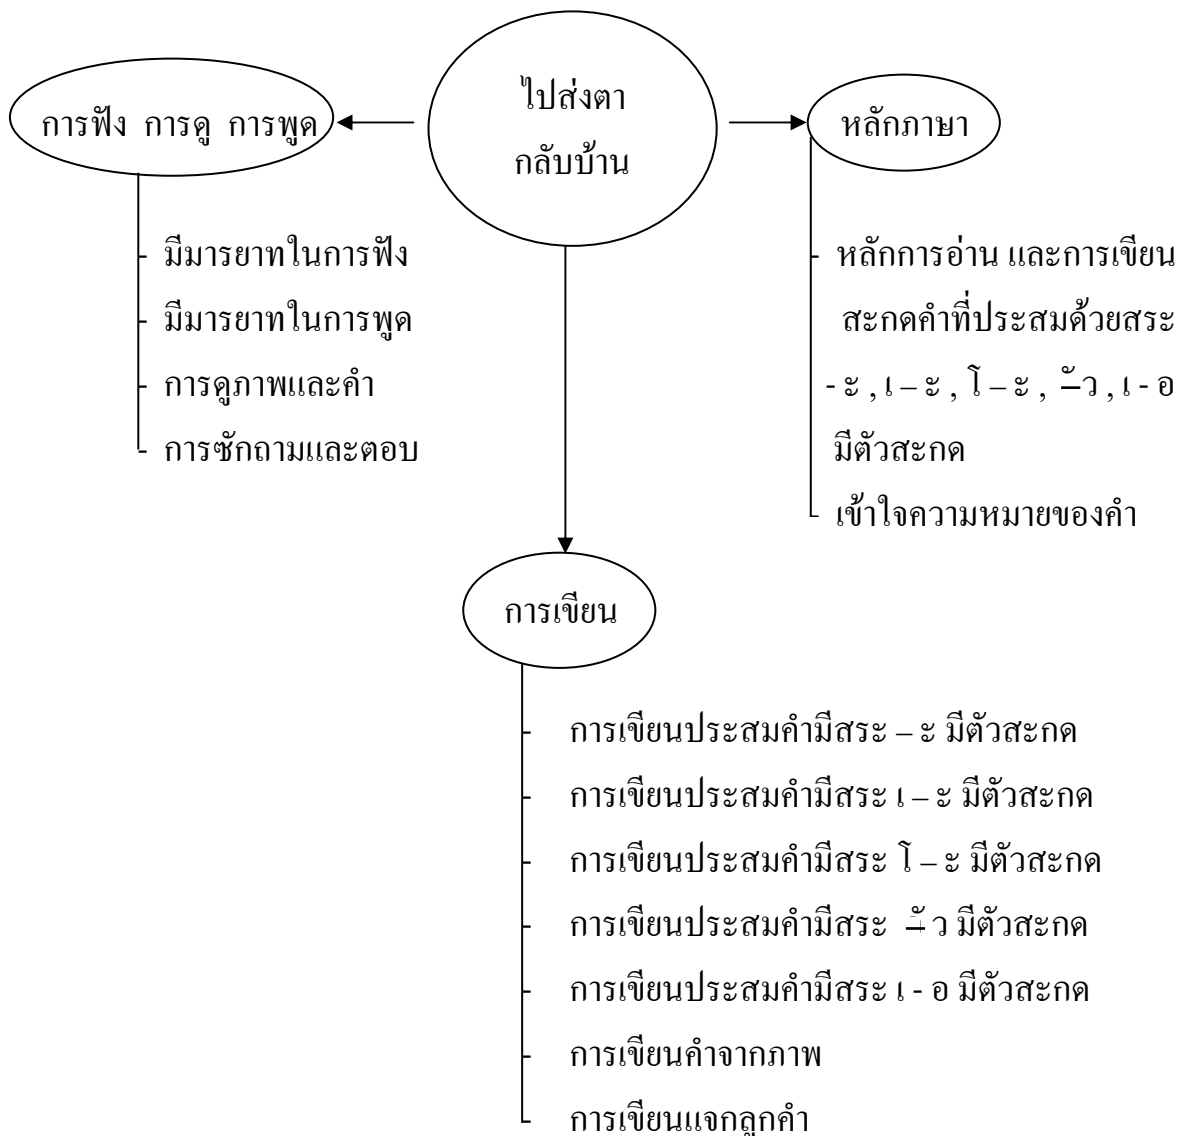 ไปส่งตา
กลับบ้าน
การฟัง การดู การพูด
- มีมารยาทในการฟัง
- มีมารยาทในการพูด
- การดูภาพและคำ
- การซักถามและตอบ
หลักภาษา
- หลักการอ่าน และการเขียน
สะกดคำที่ประสมด้วยสระ
- ะ , เ – ะ , โ – ะ , –ัว , เ - อ
มีตัวสะกด
- เข้าใจความหมายของคำ
การเขียน
- การเขียนประสมคำมีสระ – ะ มีตัวสะกด
- การเขียนประสมคำมีสระ เ – ะ มีตัวสะกด
- การเขียนประสมคำมีสระ โ – ะ มีตัวสะกด
- การเขียนประสมคำมีสระ –ั ว มีตัวสะกด
- การเขียนประสมคำมีสระ เ - อ มีตัวสะกด
- การเขียนคำจากภาพ
- การเขียนแจกลูกคำ